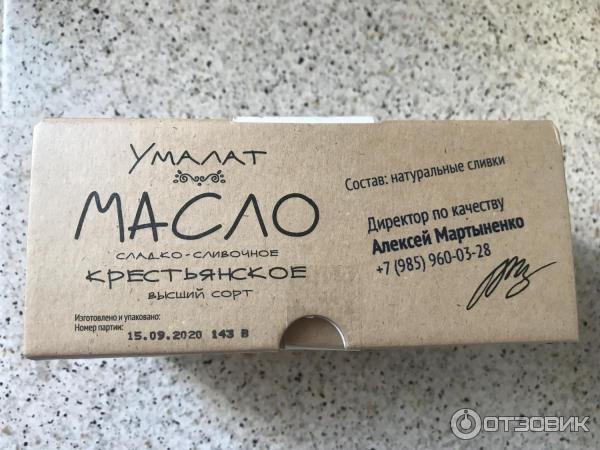 Умалат
МАСЛО
СЛАДКО-СЛИВОЧНОЕ
КРЕСТЬЯНСКОЕ
ВЫСШИЙ СОРТ
Изготовлено и упаковано:
Номер партии: 15.09.2020 143 В
Состав: натуральные сливки
Директор по качеству
Алексей Мартыненко
+7 (985) 960-03-28
ОТЗОВИК